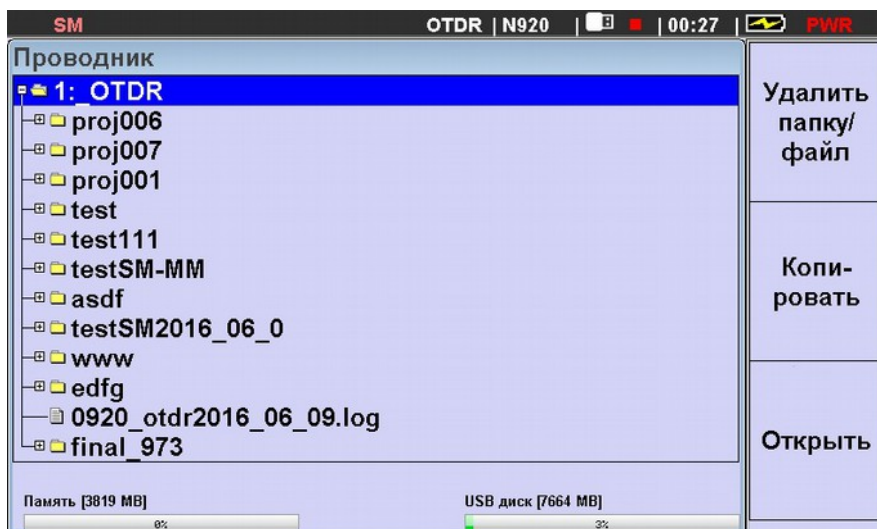 SM OTDR | N920 | | 00:27 | PWR
Проводник
1:_OTDR
proj006
proj007
proj001
test
test111
testSM-MM
asdf
testSM2016_06_0
www
edfg
0920_otdr2016_06_09.log
final_973
Память [3819 MB]
0%
USB диск [7664 MB]
3%
Удалить
папку/
файл
Копи-
ровать
Открыть